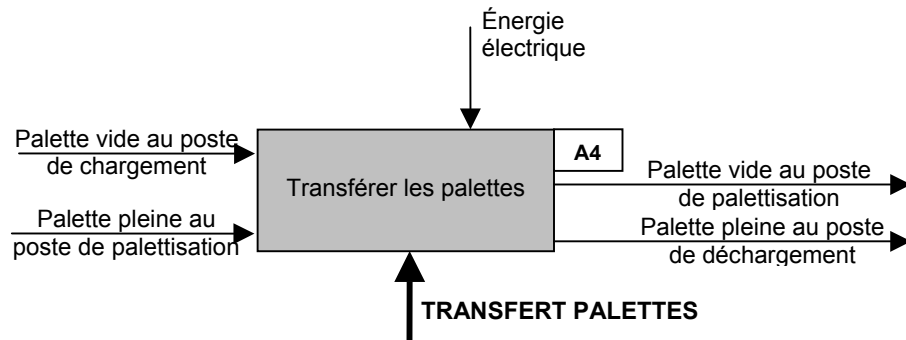 Énergie
électrique
Palette vide au poste
de chargement
A4
Transférer les palettes
Palette vide au poste
de palettisation
Palette pleine au
poste de palettisation
Palette pleine au poste
de déchargement
TRANSFERT PALETTES